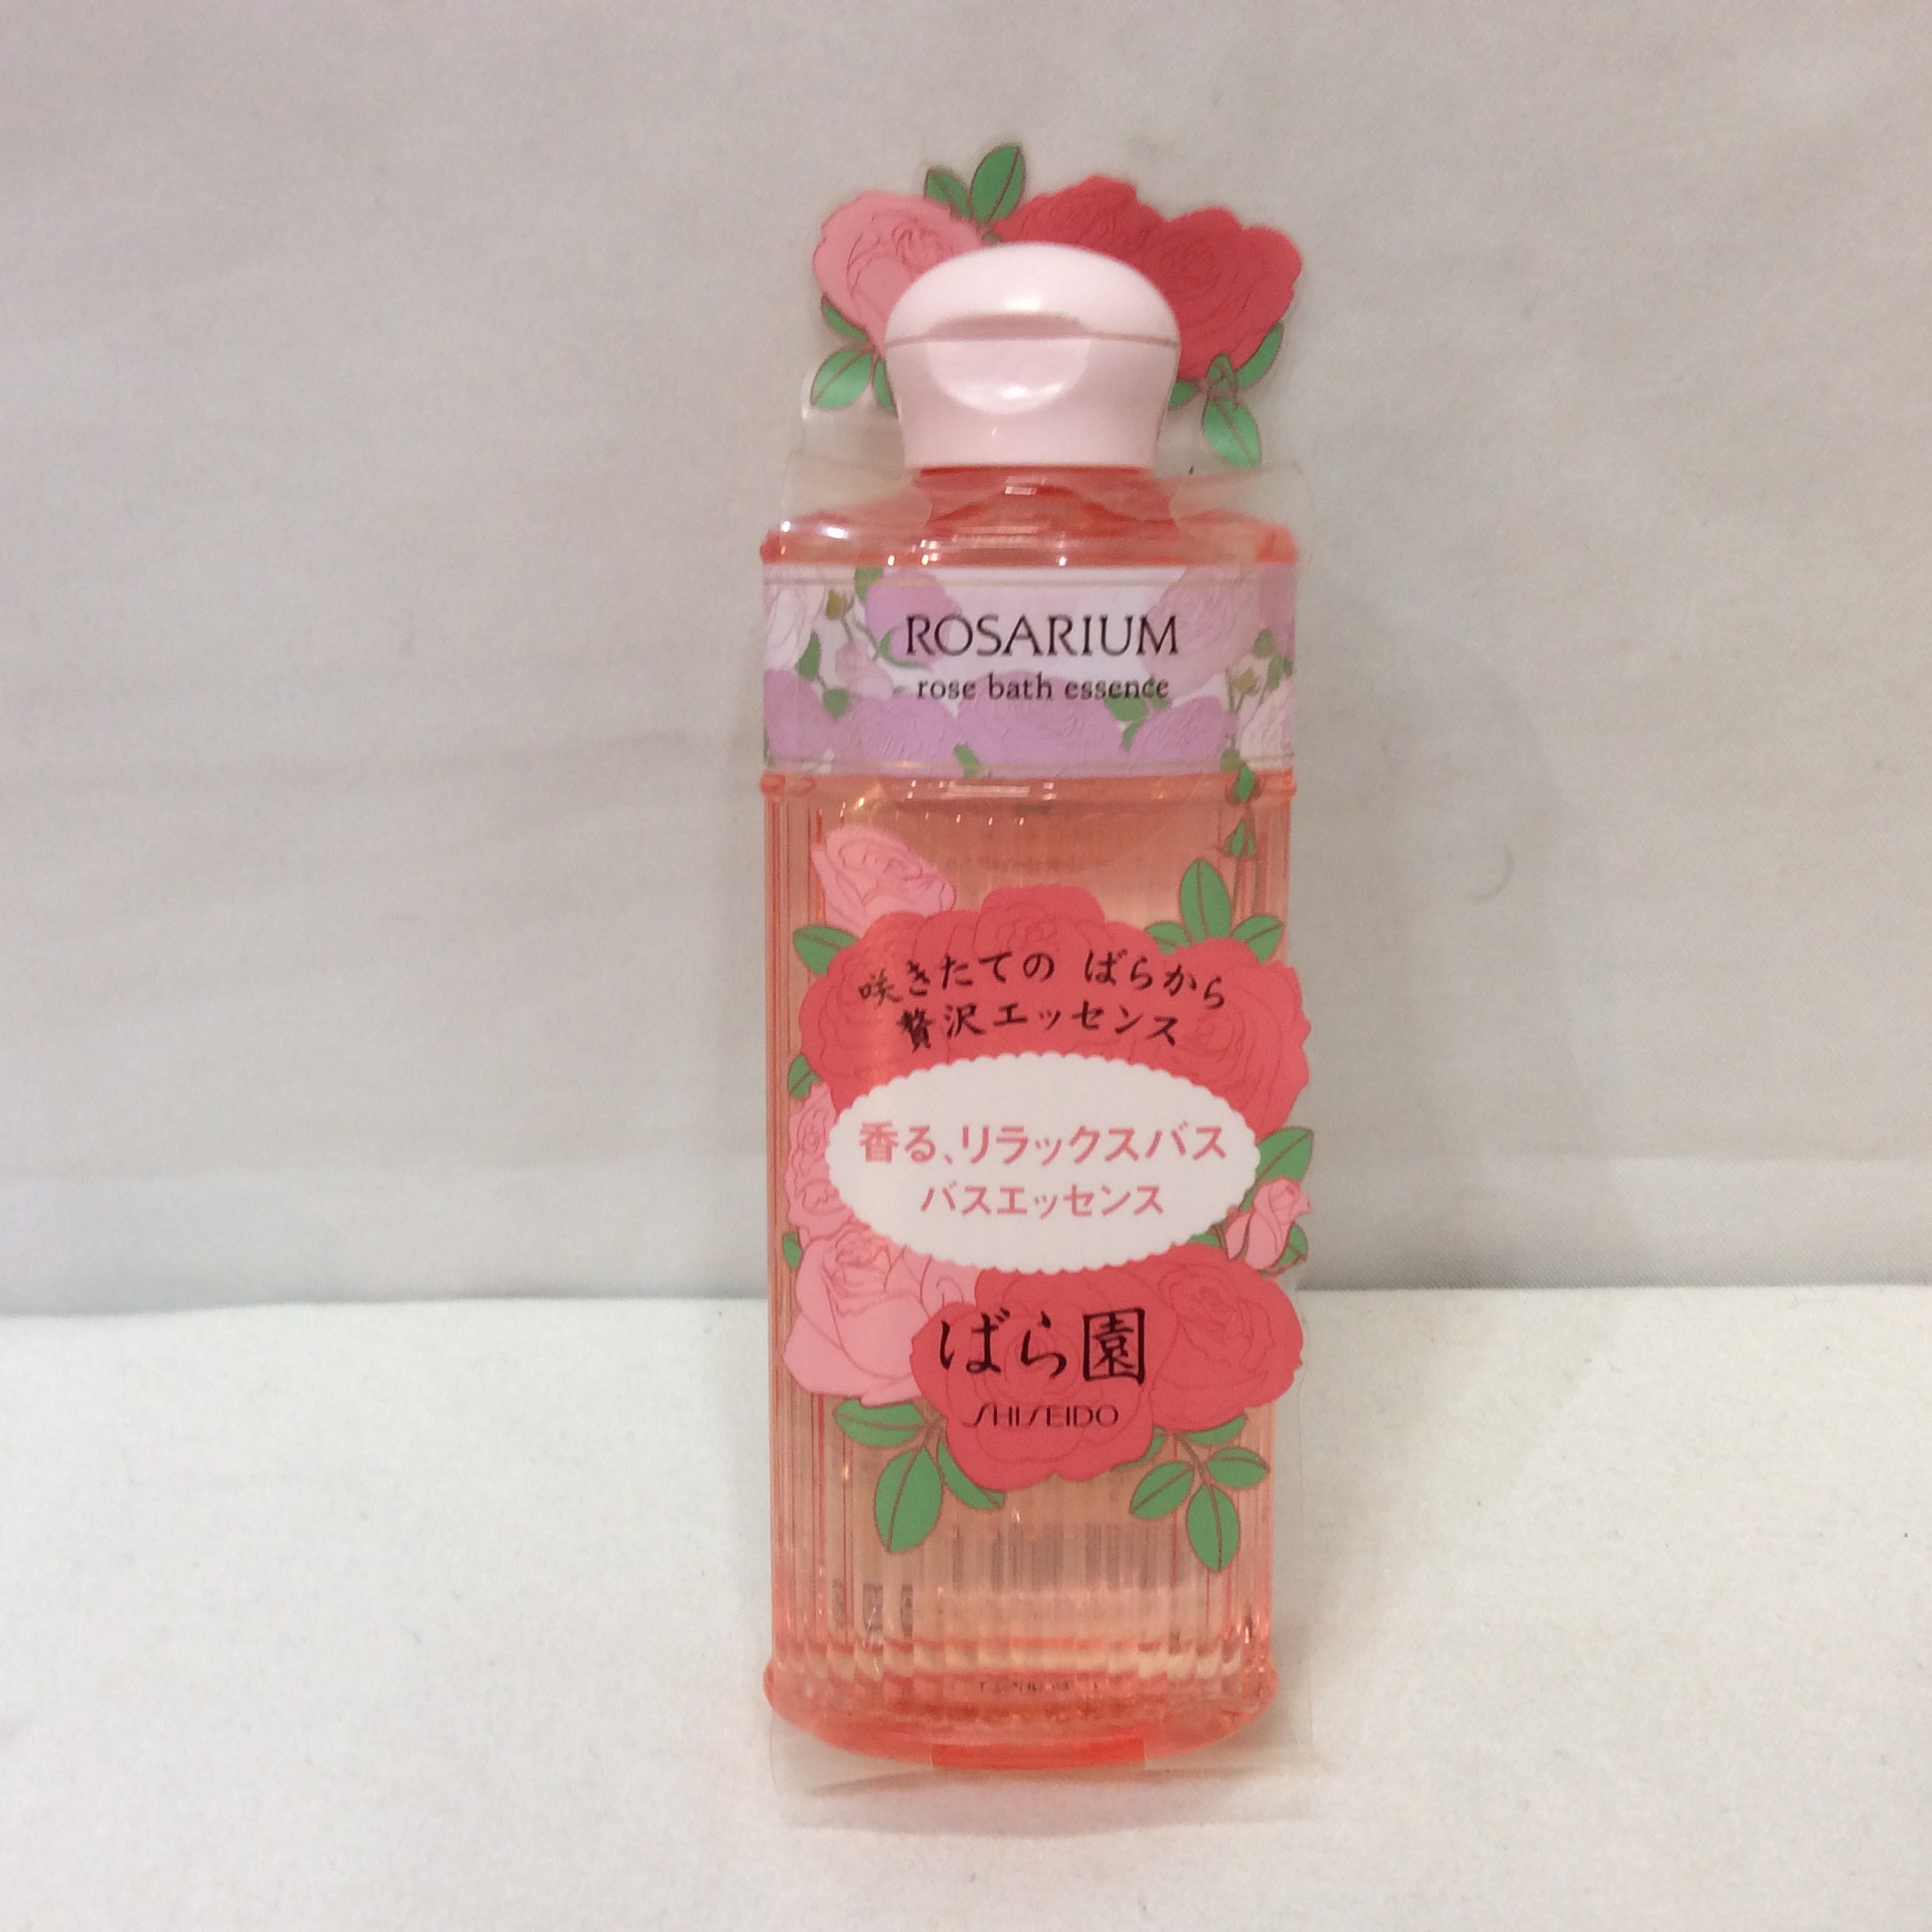 ROSARIUM
rose bath essence
咲きたての ばらから
贅沢エッセンス
香る、リラックスバス
バスエッセンス
ばら園
SHISEIDO